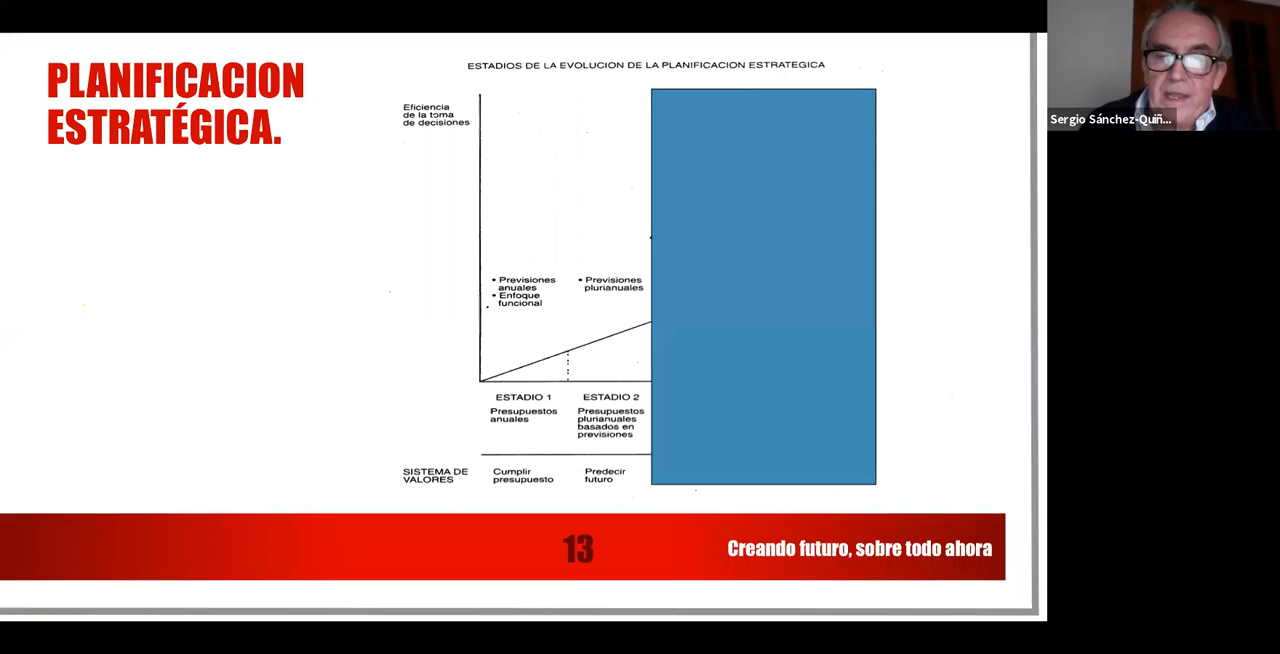 PLANIFICACION
ESTRATÉGICA.
ESTADIOS DE LA EVOLUCION DE LA PLANIFICACION ESTRATEGICA
Eficiencia
de la toma
de decisiones
• Previsiones
anuales
• Enfoque
funcional
• Previsiones
plurianuales
ESTADIO 1
Presupuestos
anuales
ESTADIO 2
Presupuestos
plurianuales
basados en
previsiones
SISTEMA DE
VALORES
Cumplir
presupuesto
Predecir
futuro
13
Creando futuro, sobre todo ahora
Sergio Sánchez-Quiñ...